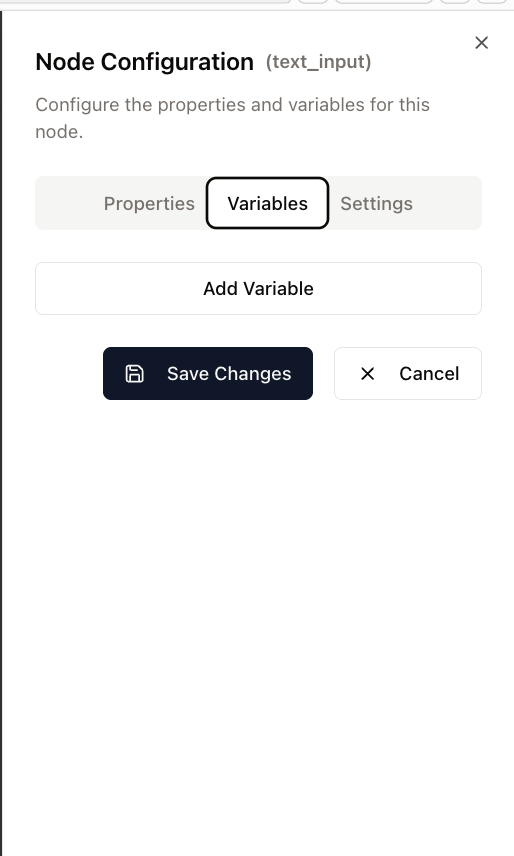 Node Configuration (text_input)
Configure the properties and variables for this
node.
Properties Variables Settings
Add Variable
Save Changes Cancel